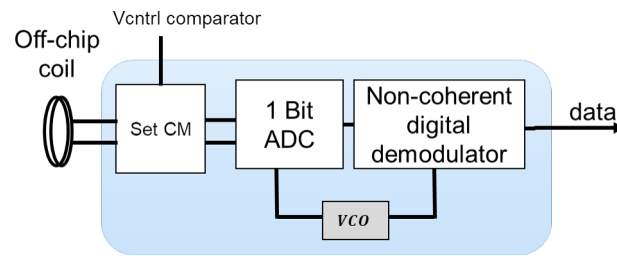 Vcntrl comparator
Off-chip
coil
Set CM
1 Bit
ADC
Non-coherent
digital
demodulator
data
VCO